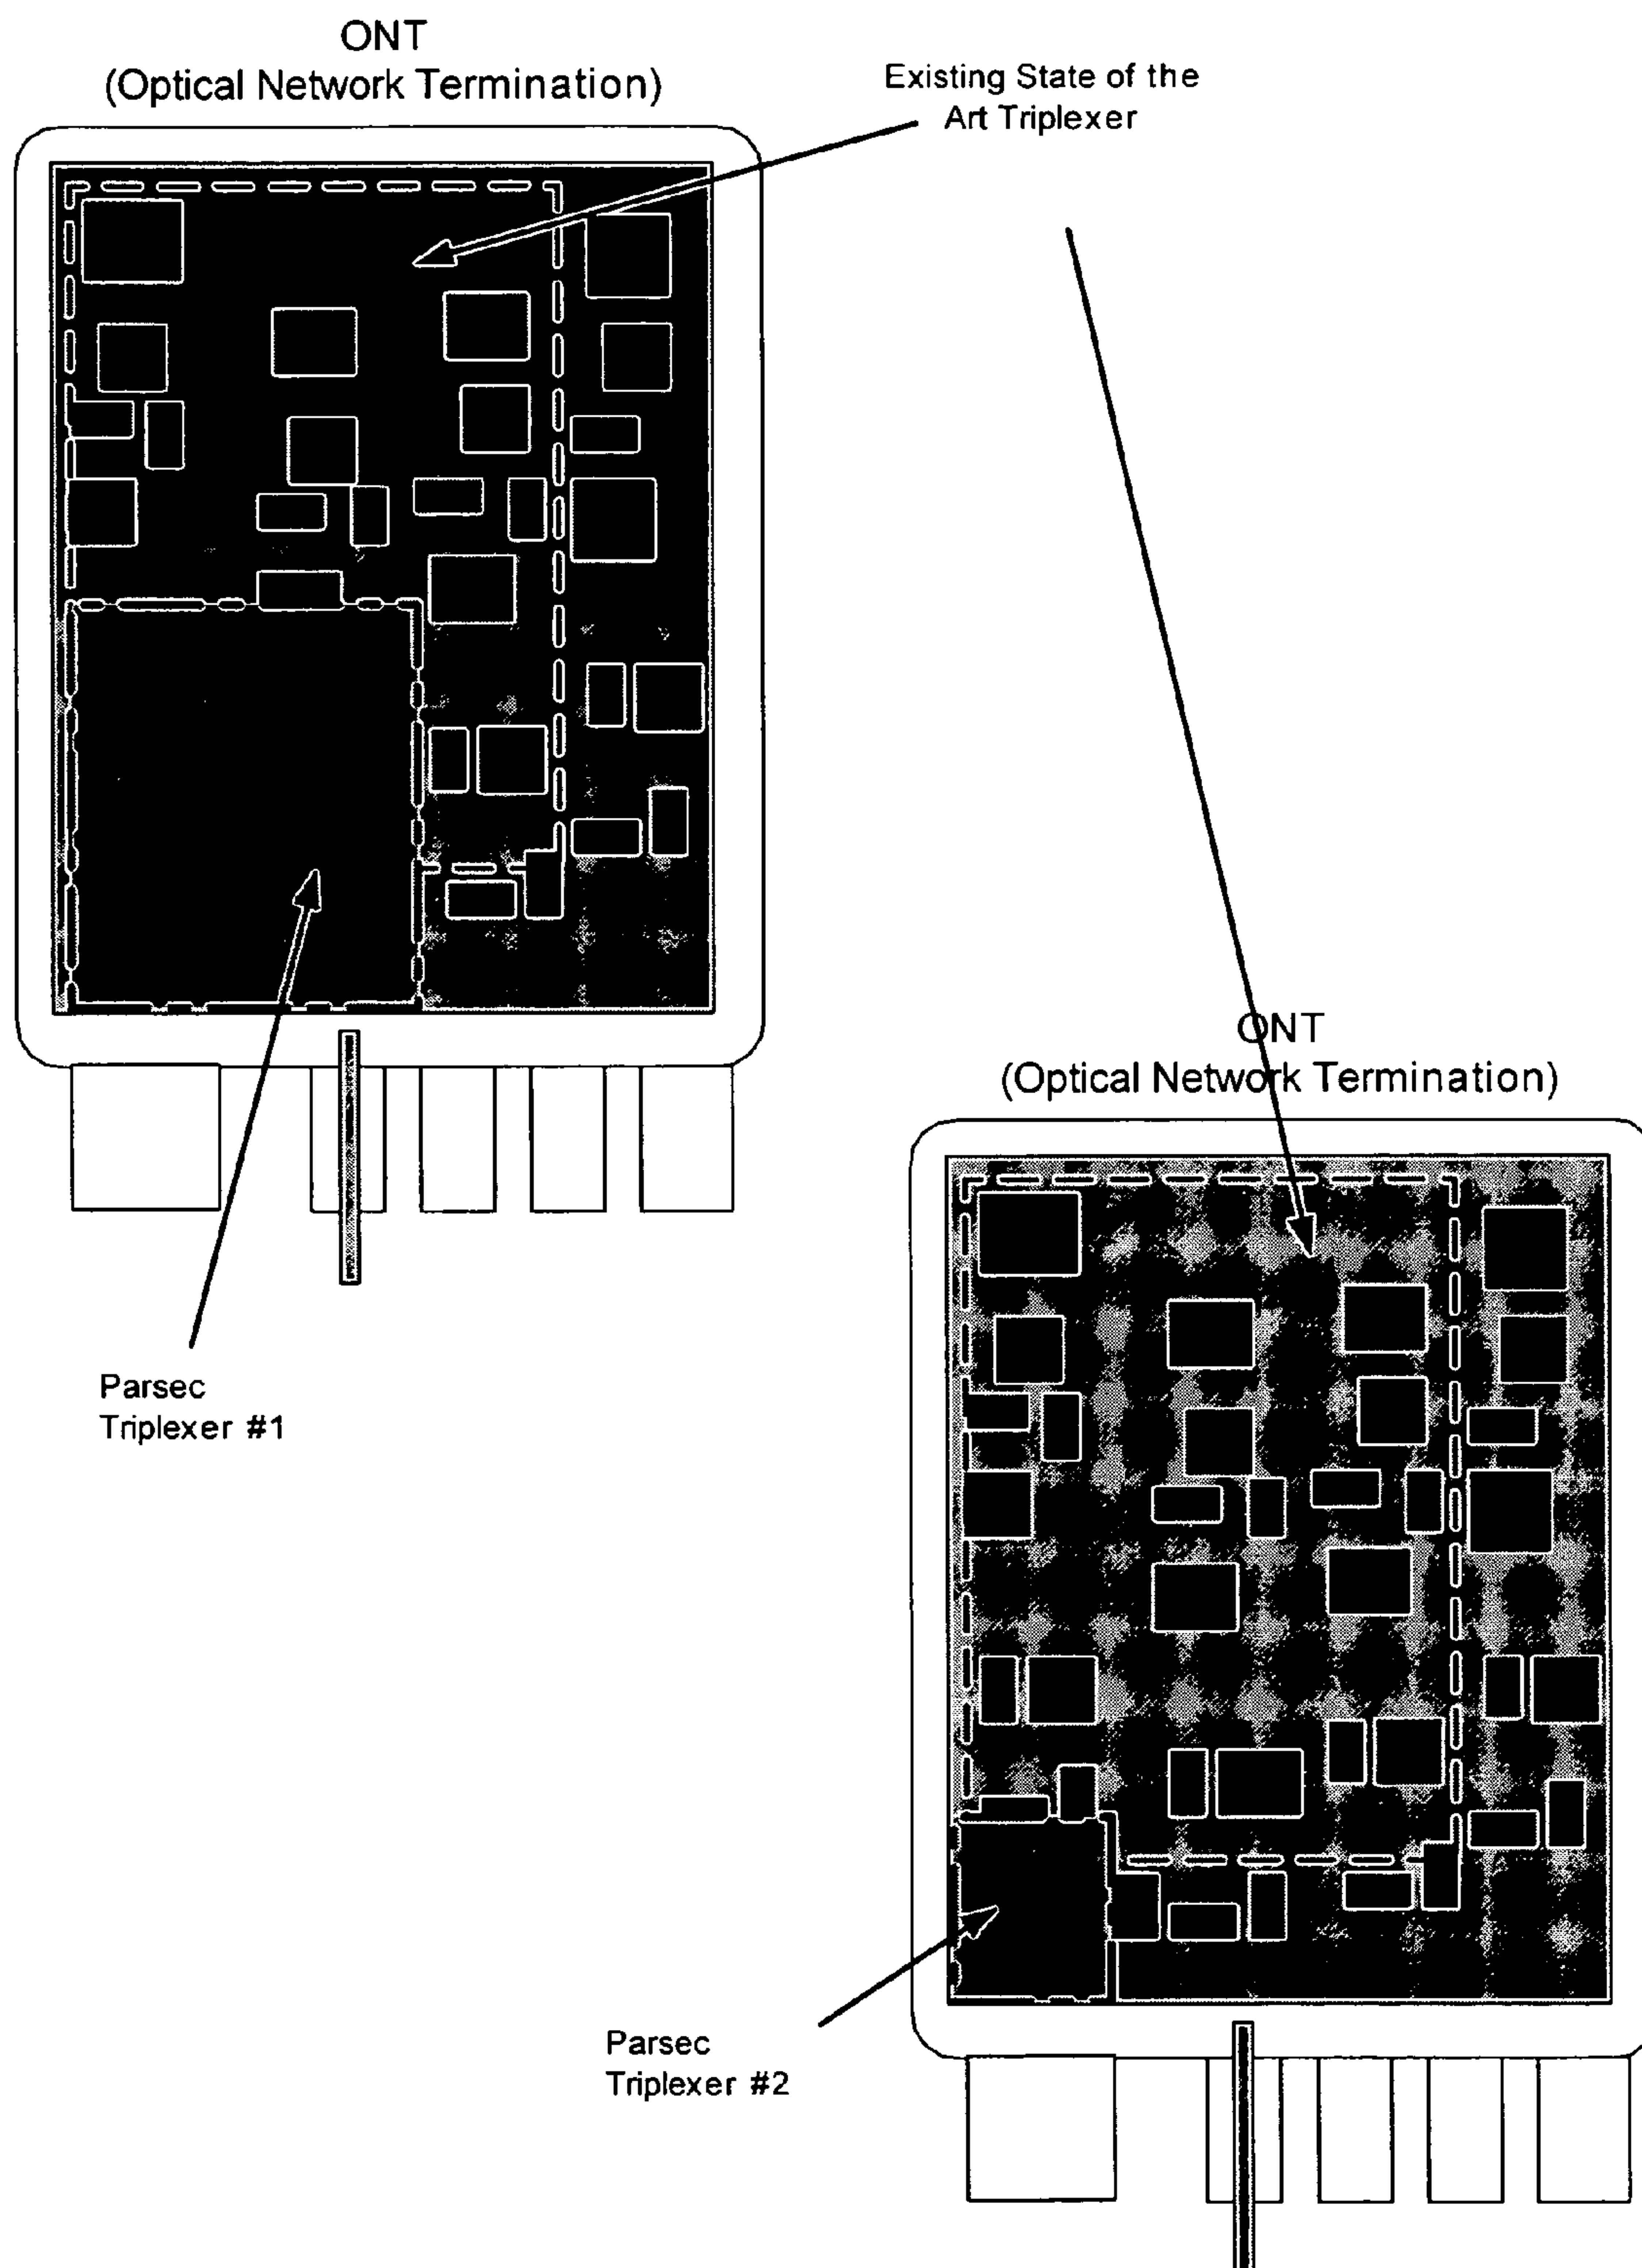 ONT
(Optical Network Termination)
Existing State of the
Art Triplexer
Parsec
Triplexer #1
ONT
(Optical Network Termination)
Parsec
Triplexer #2